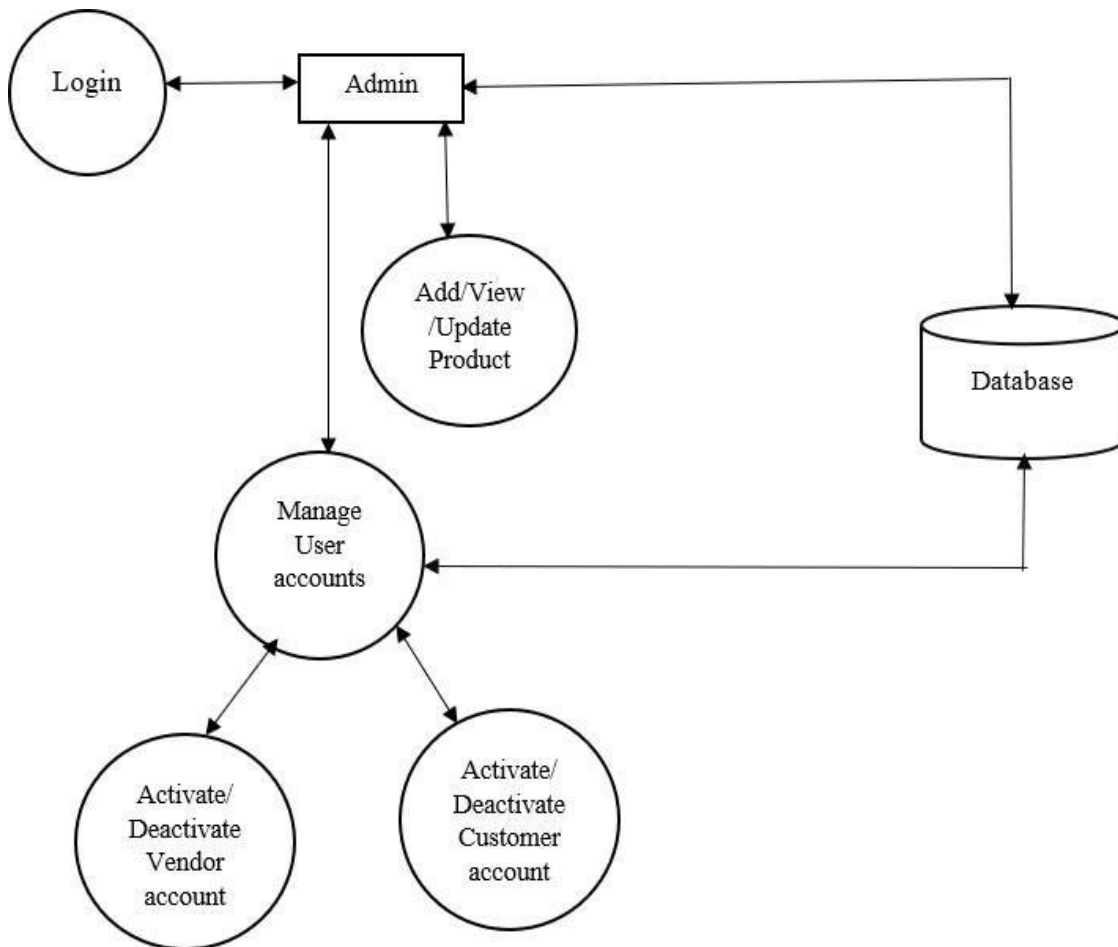 Login
Admin
Add/View
/Update
Product
Database
Manage
User
accounts
Activate/
Deactivate
Vendor
account
Activate/
Deactivate
Customer
account